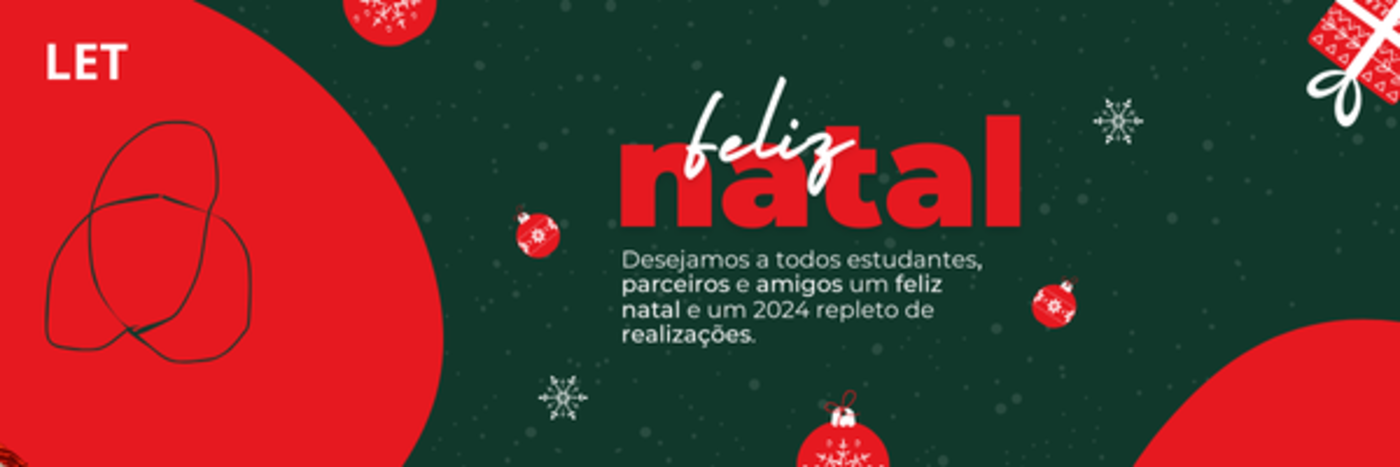 LET
feliz
natal
Desejamos a todos estudantes,
parceiros e amigos um feliz
natal e um 2024 repleto de
realizações.